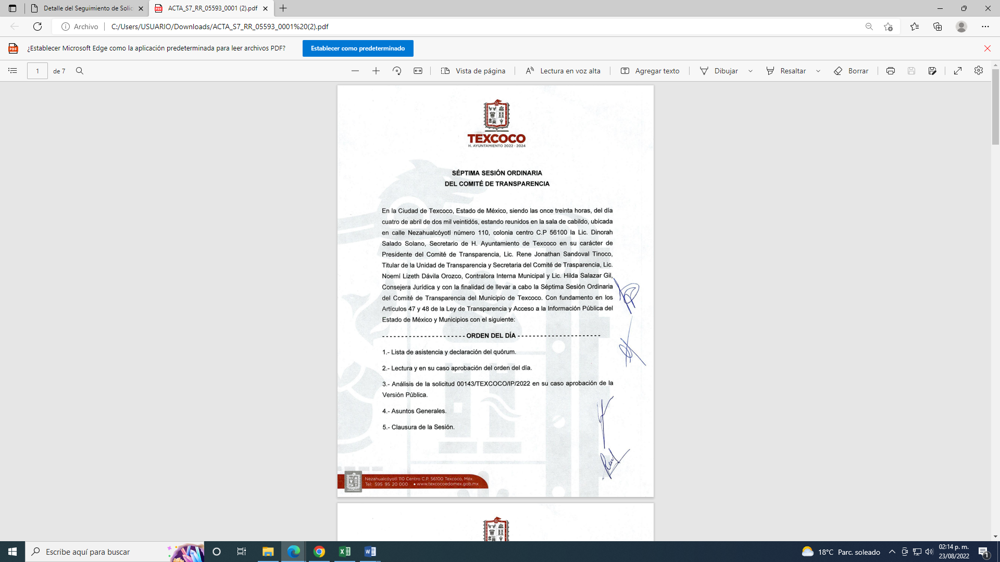 Detalle del Seguimiento de Solic
ACTA_S7_RR_05593_0001 (2).pdf
Archivo
C:/Users/USUARIO/Downloads/ACTA_S7_RR_05593_0001%20(2).pdf
¿Establecer Microsoft Edge como la aplicación predeterminada para leer archivos PDF?
Establecer como predeterminado
1
de 7
Vista de página
Lectura en voz alta
Agregar texto
Dibujar
Resaltar
Borrar
TEXCOCO
H. AYUNTAMIENTO 2022 - 2024
SÉPTIMA SESIÓN ORDINARIA
DEL COMITÉ DE TRANSPARENCIA
En la Ciudad de Texcoco, Estado de México, siendo las once treinta horas, del día
cuatro de abril de dos mil veintidós, estando reunidos en la sala de cabildo, ubicada
en calle Nezahualcóyotl número 110, colonia centro C.P 56100 la Lic. Dinorah
Salado Solano, Secretario de H. Ayuntamiento de Texcoco en su carácter de
Presidente del Comité de Transparencia, Lic. Rene Jonathan Sandoval Tinoco,
Titular de la Unidad de Transparencia y Secretaria del Comité de Trasparencia, Lic.
Noemí Lizeth Dávila Orozco, Contralora Interna Municipal y Lic. Hilda Salazar Gil,
Consejera Jurídica y con la finalidad de llevar a cabo la Séptima Sesión Ordinaria
del Comité de Transparencia del Municipio de Texcoco. Con fundamento en los
Artículos 47 y 48 de la Ley de Transparencia y Acceso a la Información Pública del
Estado de México y Municipios con el siguiente:
- - - - - - - - - - - - - - - - - - - - - - ORDEN DEL DÍA - - - - - - - - - - - - - - - - - - - - - -
1.- Lista de asistencia y declaración del quórum.
2.- Lectura y en su caso aprobación del orden del día.
3.- Análisis de la solicitud 00143/TEXCOCO/IP/2022 en su caso aprobación de la
Versión Pública.
4.- Asuntos Generales.
5.- Clausura de la Sesión.
Nezahualcóyotl 110 Centro C.P. 56100 Texcoco, Méx.
Tel: 595 95 20 000 • www.texcocoedomex.gob.mx
Escribe aquí para buscar
18°C Parc. soleado
02:14 p. m.
23/08/2022
1